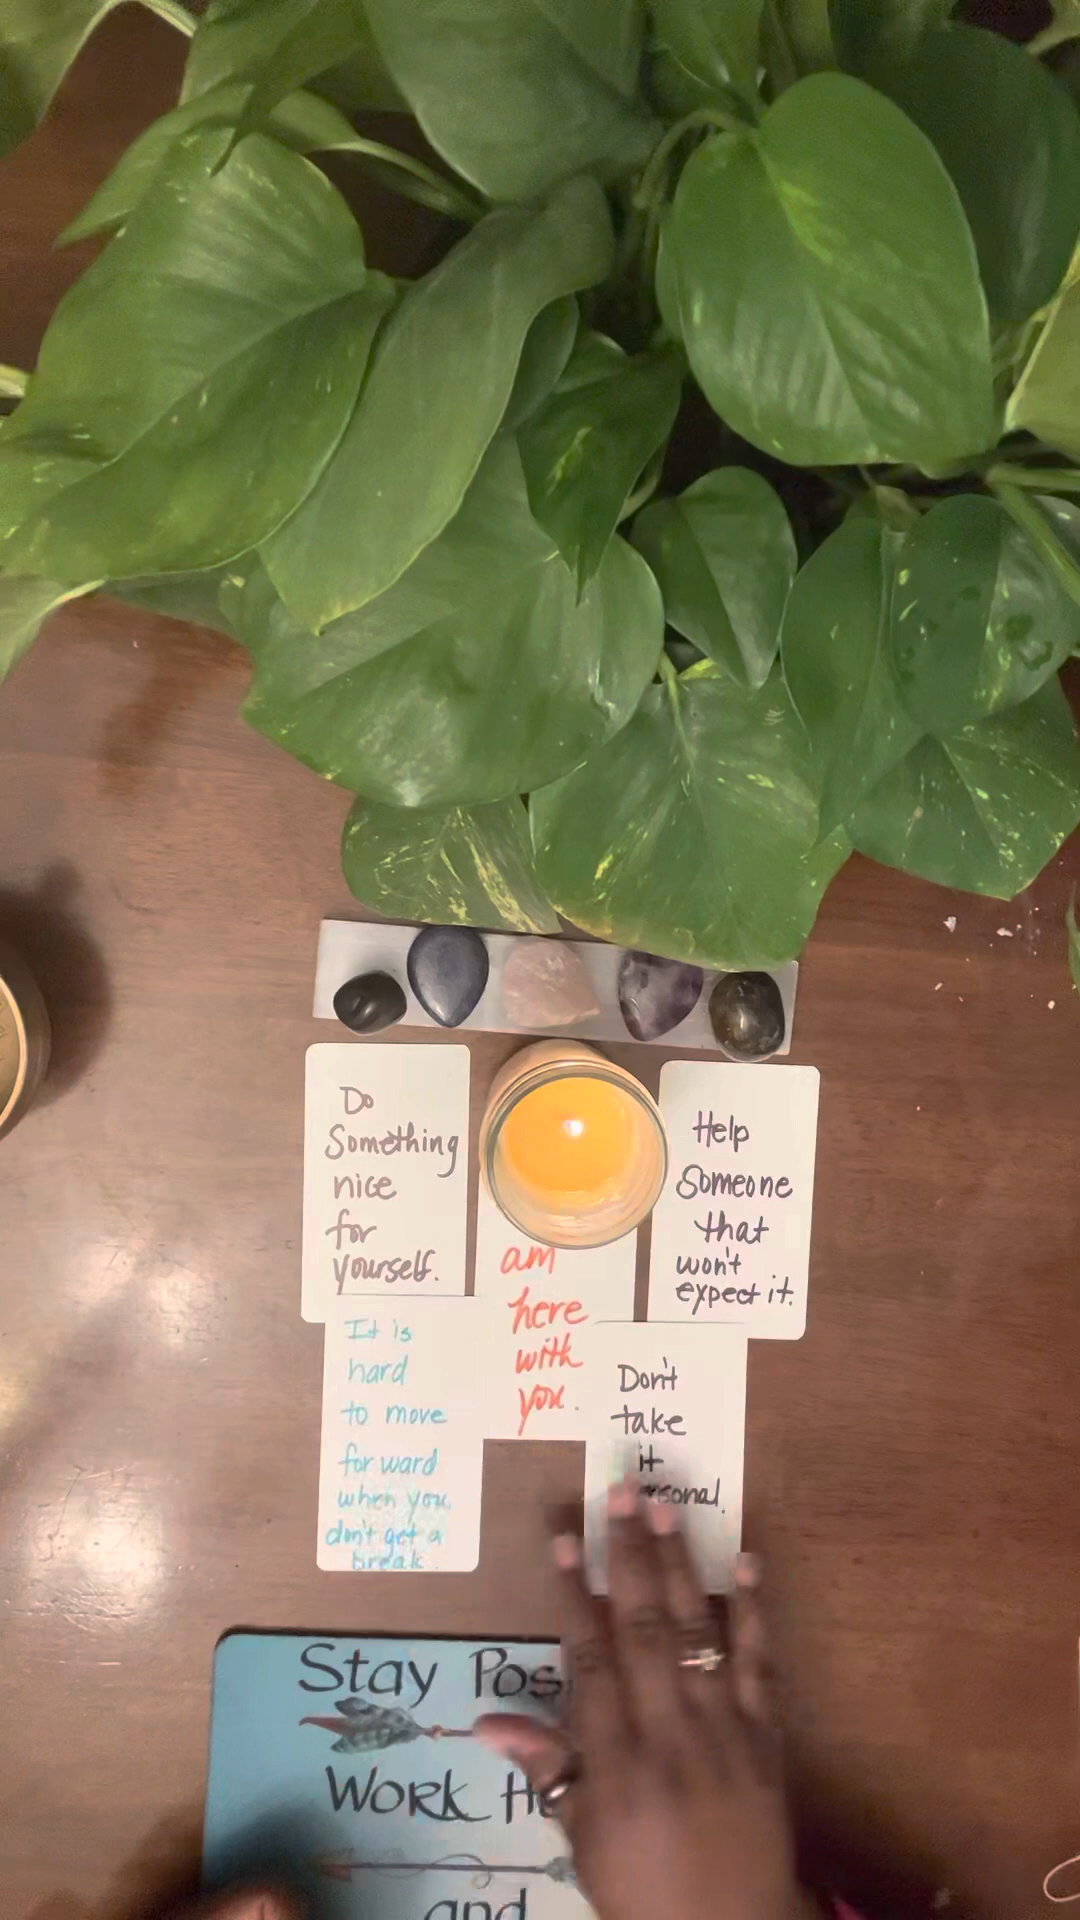 Do
Something
nice
for
yourself.
am
here
with
you.
Help
Someone
that
won't
expect it.
It is
hard
to move
forward
when you
don't get a
break.
Don't
take
it
Stay
Work
and